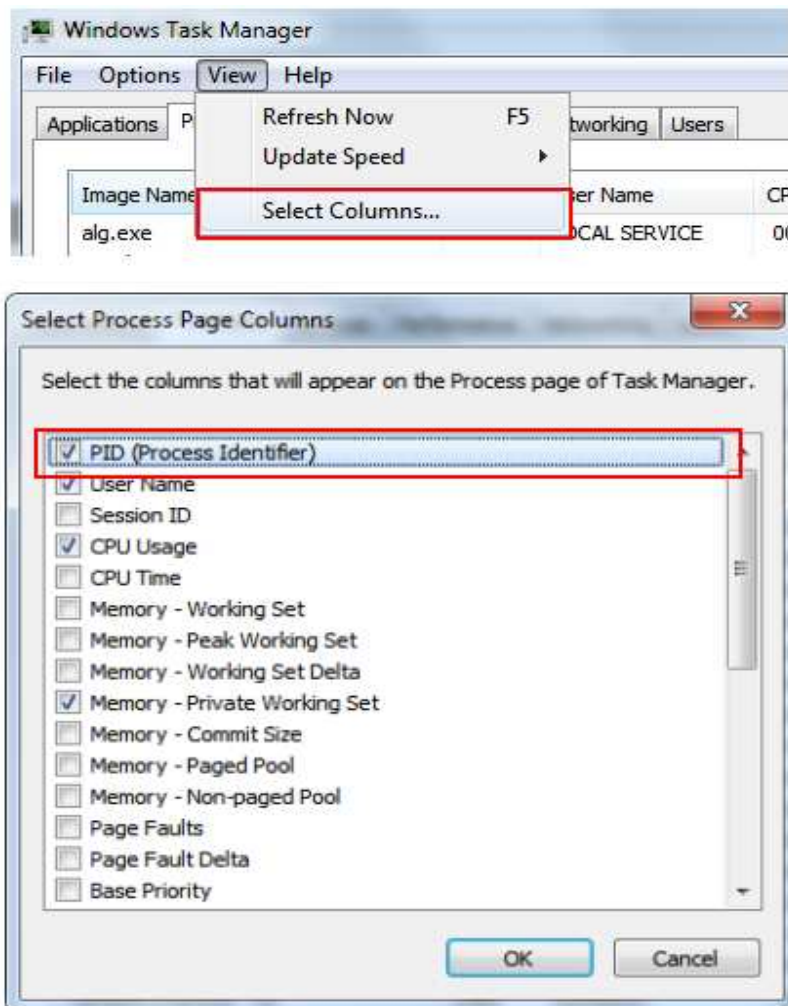 Windows Task Manager
File Options View Help
Applications P
Refresh Now F5
tworking Users
Update Speed
Image Name
Select Columns...
er Name
CP
alg.exe
OCAL SERVICE
00
Select Process Page Columns
Select the columns that will appear on the Process page of Task Manager.
PID (Process Identifier)
User Name
Session ID
CPU Usage
CPU Time
Memory - Working Set
Memory - Peak Working Set
Memory - Working Set Delta
Memory - Private Working Set
Memory - Commit Size
Memory - Paged Pool
Memory - Non-paged Pool
Page Faults
Page Fault Delta
Base Priority
OK Cancel